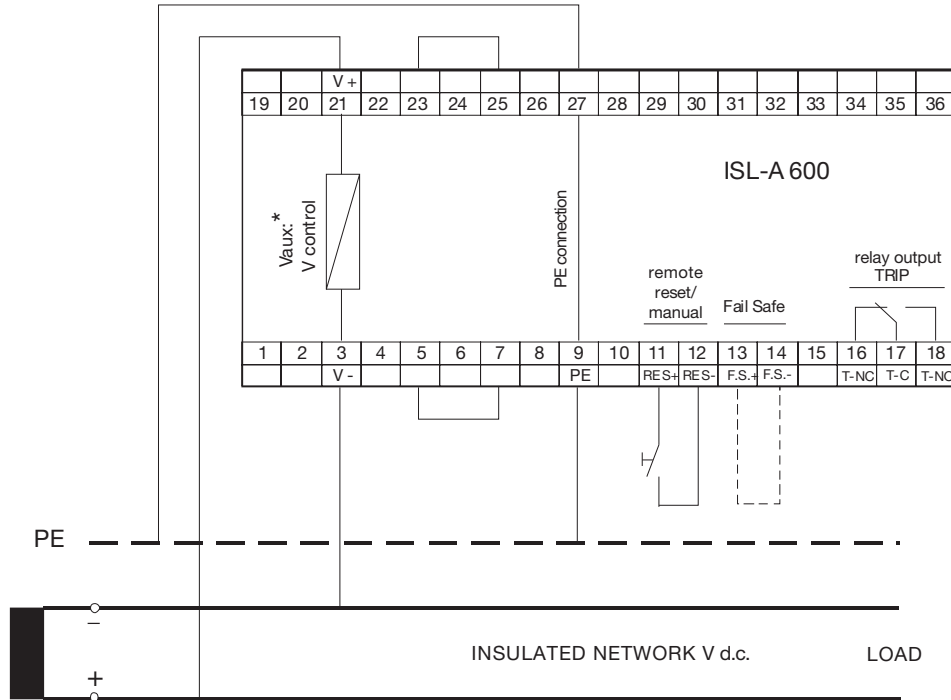 V +
19 20 21 22 23 24 25 26 27 28 29 30 31 32 33 34 35 36
ISL-A 600
Vaux:*
V control
PE connection
remote
reset/
manual
Fail Safe
relay output
TRIP
1 2 3 4 5 6 7 8 9 10 11 12 13 14 15 16 17 18
V - PE RES+ RES- F.S.+ F.S.- T-NC T-C T-NC
PE
−
+
INSULATED NETWORK V d.c.
LOAD